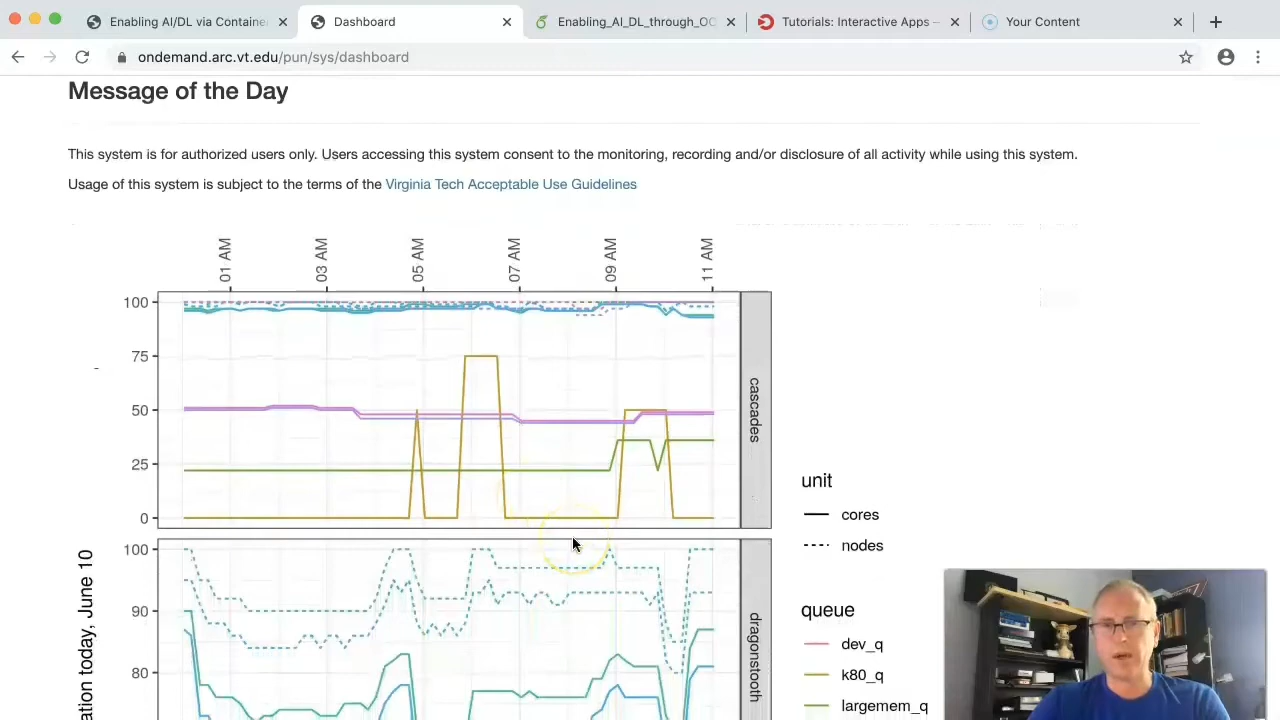 Enabling AI/DL via Container
Dashboard
Enabling_AI_DL_through_OO
Tutorials: Interactive Apps –
Your Content
ondemand.arc.vt.edu/pun/sys/dashboard
Message of the Day
This system is for authorized users only. Users accessing this system consent to the monitoring, recording and/or disclosure of all activity while using this system.
Usage of this system is subject to the terms of the Virginia Tech Acceptable Use Guidelines
01 AM
03 AM
05 AM
07 AM
09 AM
11 AM
100
75
50
25
0
cascades
100
90
80
dragonstooth
ation today, June 10
unit
cores
nodes
queue
dev_q
k80_q
largemem_q